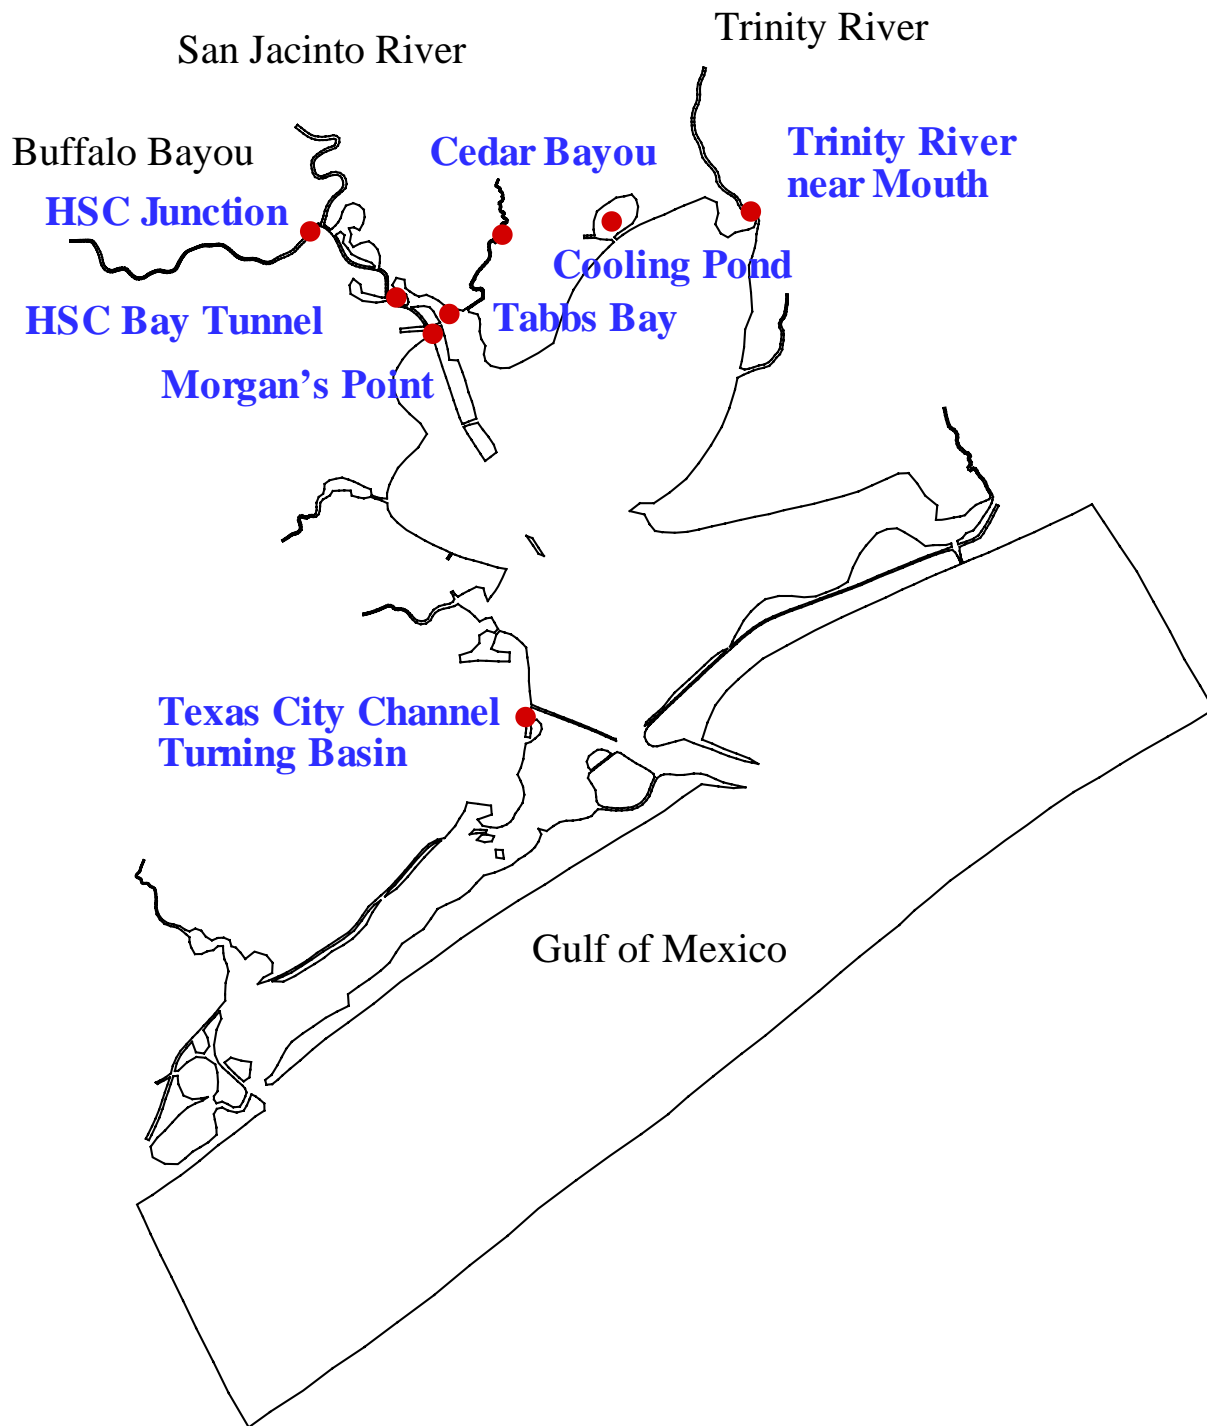 Trinity River
San Jacinto River
Buffalo Bayou
Cedar Bayou
Trinity River
near Mouth
HSC Junction
Cooling Pond
HSC Bay Tunnel
Tabbs Bay
Morgan’s Point
Texas City Channel
Turning Basin
Gulf of Mexico